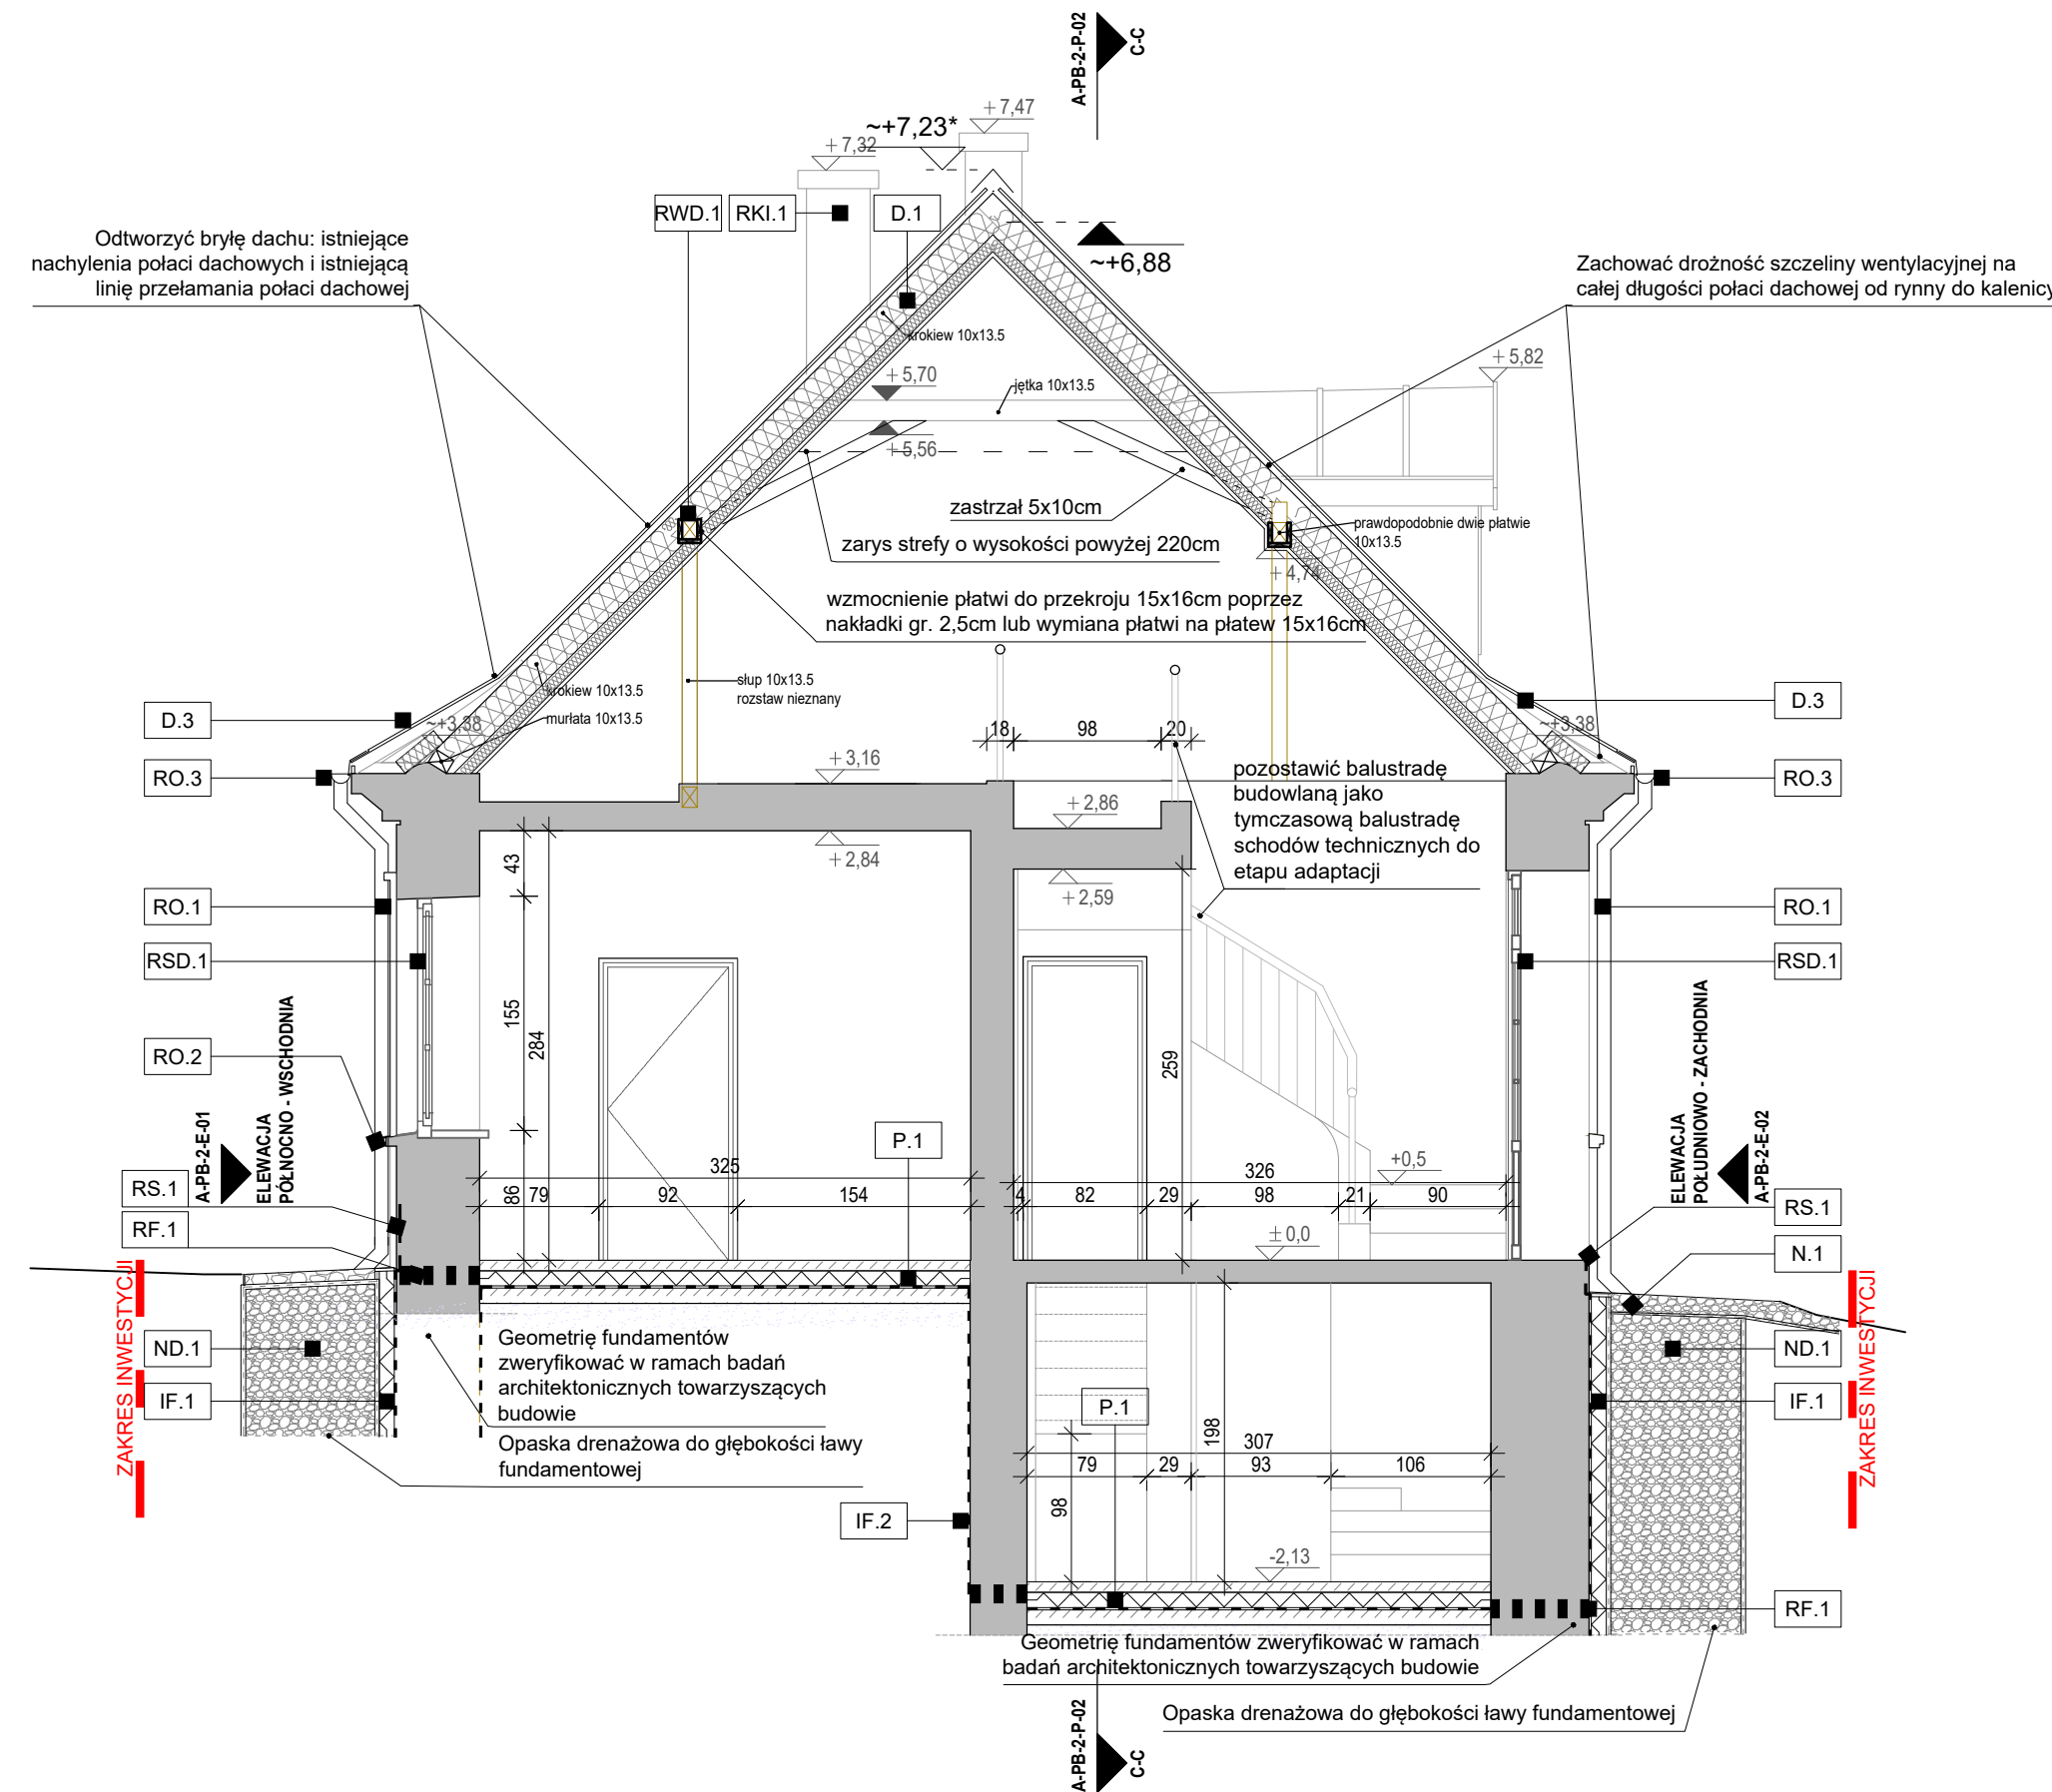 A-PB-2-P-02
C-C
+7,47
~+7,23*
+7,32
RWD.1
RKI.1
D.1
Odtworzyć bryłę dachu: istniejące
nachylenia połaci dachowych i istniejącą
linię przełamania połaci dachowej
~+6,88
Zachować drożność szczeliny wentylacyjnej na
całej długości połaci dachowej od rynny do kalenicy
krokiew 10x13.5
+5,82
+5,70
jętka 10x13.5
+5,56
zastrzał 5x10cm
prawdopodobnie dwie płatwie
10x13.5
zarys strefy o wysokości powyżej 220cm
+4,74
wzmocnienie płatwi do przekroju 15x16cm poprzez
nakładki gr. 2,5cm lub wymiana płatwi na płatew 15x16cm
krokiew 10x13.5
słup 10x13.5
rozstaw nieznany
murłata 10x13.5
D.3
D.3
~+3,38
~+3,38
18
98
20
RO.3
RO.3
+3,16
pozostawić balustradę
budowlaną jako
tymczasową balustradę
schodów technicznych do
etapu adaptacji
+2,86
+2,84
+2,59
43
RO.1
RO.1
RSD.1
RSD.1
155
284
259
RO.2
A-PB-2-E-01
ELEWACJA
PÓŁNOCNO - WSCHODNIA
ELEWACJA
POŁUDNIOWO - ZACHODNIA
A-PB-2-E-02
P.1
325
326
+0,5
86
79
92
154
4
82
29
98
21
90
RS.1
RF.1
RS.1
N.1
±0,0
ZAKRES INWESTYCJI
ZAKRES INWESTYCJI
ND.1
ND.1
IF.1
IF.1
Geometrię fundamentów
zweryfikować w ramach badań
architektonicznych towarzyszących
budowie
Opaska drenażowa do głębokości ławy
fundamentowej
P.1
198
307
79
29
93
106
98
IF.2
-2,13
RF.1
Geometrię fundamentów zweryfikować w ramach
badań architektonicznych towarzyszących budowie
Opaska drenażowa do głębokości ławy fundamentowej
A-PB-2-P-02
C-C